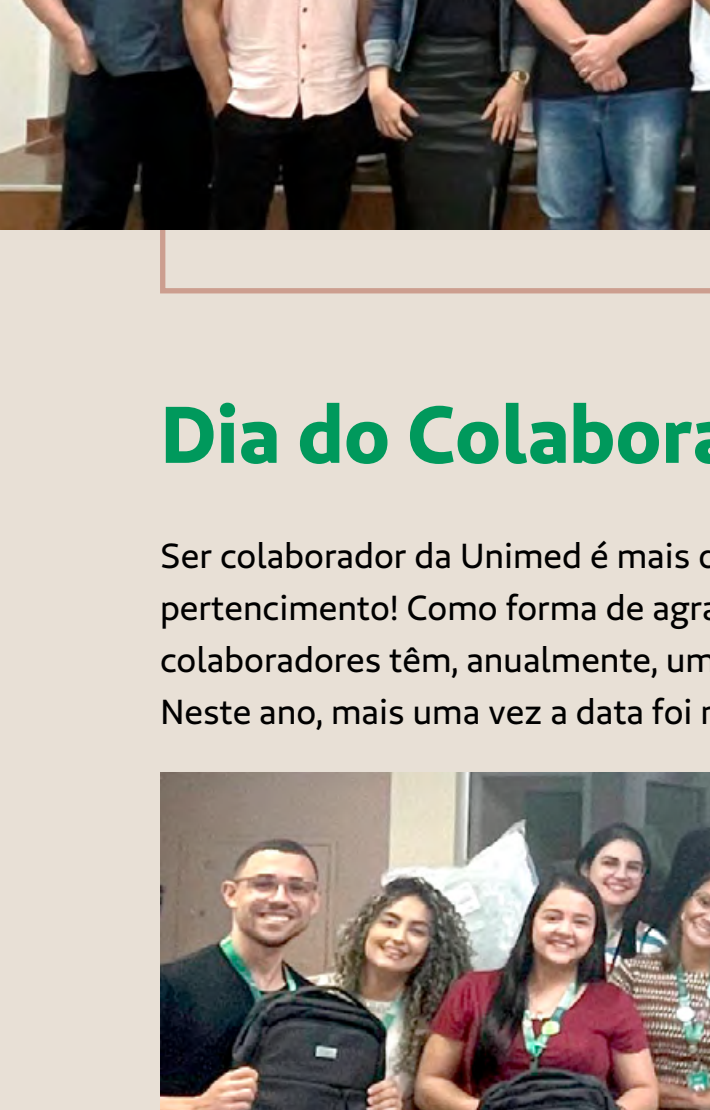 Dia do Colabora
Ser colaborador da Unimed é mais
pertencimento! Como forma de agra
colaboradores têm, anualmente, um
Neste ano, mais uma vez a data foi